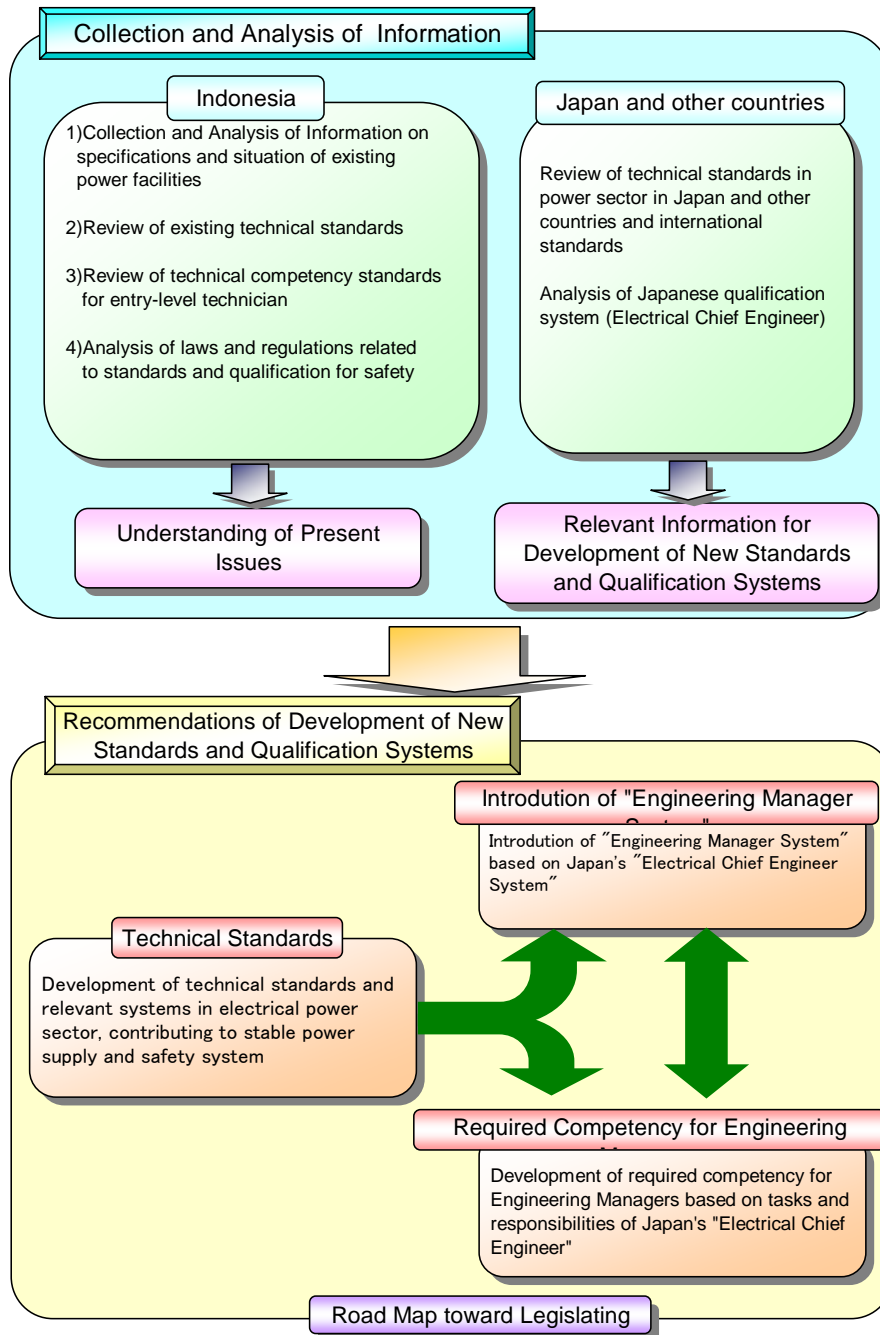 Collection and Analysis of Information
Indonesia
1)Collection and Analysis of Information on
specifications and situation of existing
power facilities
2)Review of existing technical standards
3)Review of technical competency standards
for entry-level technician
4)Analysis of laws and regulations related
to standards and qualification for safety
Japan and other countries
Review of technical standards in
power sector in Japan and other
countries and international
standards
Analysis of Japanese qualification
system (Electrical Chief Engineer)
Understanding of Present
Issues
Relevant Information for
Development of New Standards
and Qualification Systems
Recommendations of Development of New
Standards and Qualification Systems
Introdution of "Engineering Manager
Introdution of "Engineering Manager System"
based on Japan's "Electrical Chief Engineer
System"
Technical Standards
Development of technical standards and
relevant systems in electrical power
sector, contributing to stable power
supply and safety system
Required Competency for Engineering
Development of required competency for
Engineering Managers based on tasks and
responsibilities of Japan's "Electrical Chief
Engineer"
Road Map toward Legislating